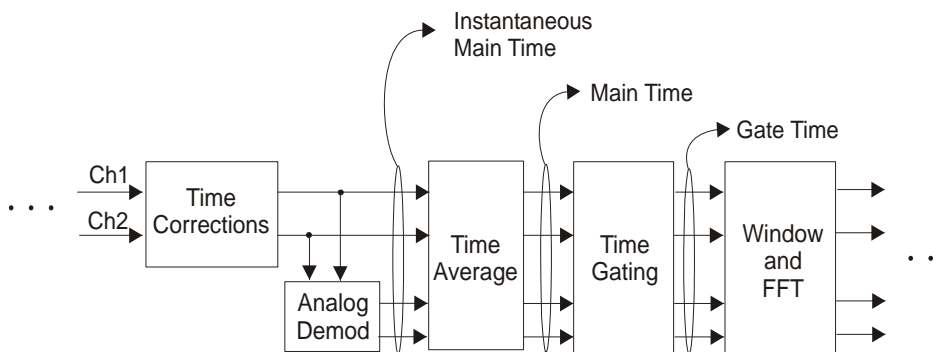 Instantaneous
Main Time
Main Time
Gate Time
Ch1
Ch2
. . .
Time
Corrections
Analog
Demod
Time
Average
Time
Gating
Window
and
FFT
. .